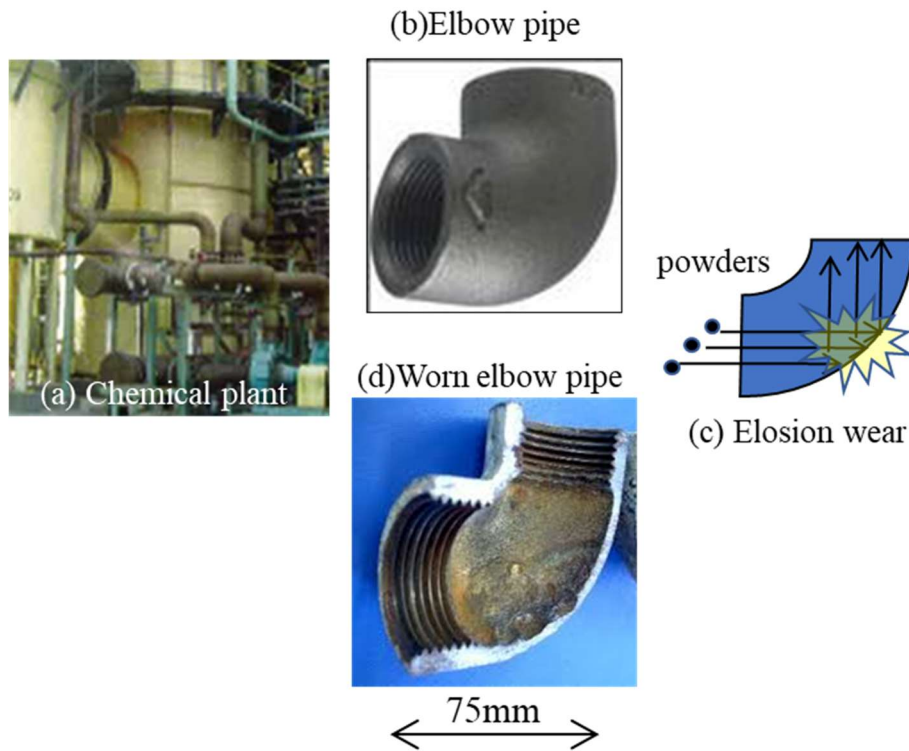 (b)Elbow pipe
(a) Chemical plant
powders
(c) Elosion wear
(d)Worn elbow pipe
75mm